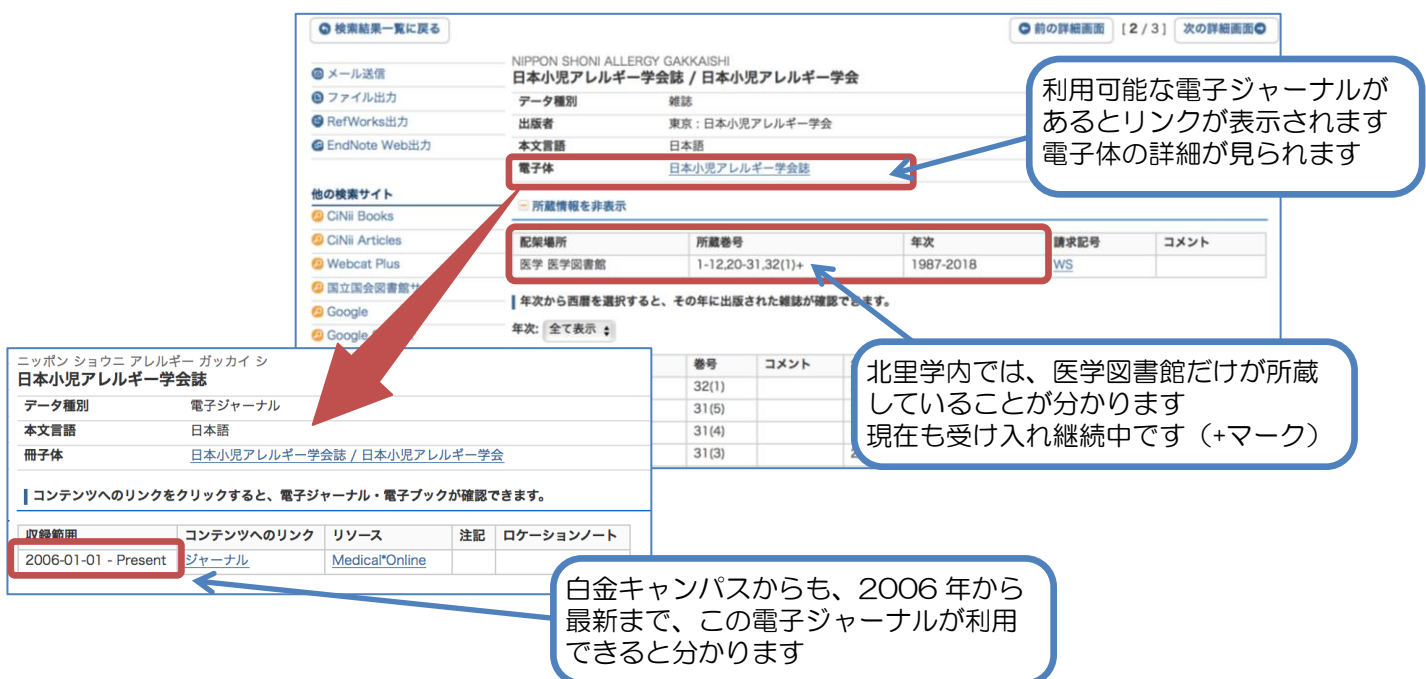 検索結果一覧に戻る
前の詳細画面 [ 2 / 3 ] 次の詳細画面
メール送信
ファイル出力
RefWorks出力
EndNote Web出力
他の検索サイト
CiNii Books
CiNii Articles
Webcat Plus
国立国会図書館サ
Google
Google
NIPPON SHONI ALLERGY GAKKAISHI
日本小児アレルギー学会誌 / 日本小児アレルギー学会
データ種別 雑誌
出版者 東京 : 日本小児アレルギー学会
本文言語 日本語
電子体 日本小児アレルギー学会誌
所蔵情報を非表示
配架場所 所蔵巻号 年次 請求記号 コメント
医学 医学図書館 1-12,20-31,32(1)+ 1987-2018 WS
年次から西暦を選択すると、その年に出版された雑誌が確認できます。
年次: 全て表示
巻号 コメント
32(1)
31(5)
31(4)
31(3) 2
利用可能な電子ジャーナルが
あるとリンクが表示されます
電子体の詳細が見られます
北里学内では、医学図書館だけが所蔵
していることが分かります
現在も受け入れ継続中です（+マーク）
ニッポン ショウニ アレルギー ガッカイ シ
日本小児アレルギー学会誌
データ種別 電子ジャーナル
本文言語 日本語
冊子体 日本小児アレルギー学会誌 / 日本小児アレルギー学会
コンテンツへのリンクをクリックすると、電子ジャーナル・電子ブックが確認できます。
収録範囲 コンテンツへのリンク リソース 注記 ロケーションノート
2006-01-01 - Present ジャーナル Medical*Online
白金キャンパスからも、2006 年から
最新まで、この電子ジャーナルが利用
できると分かります